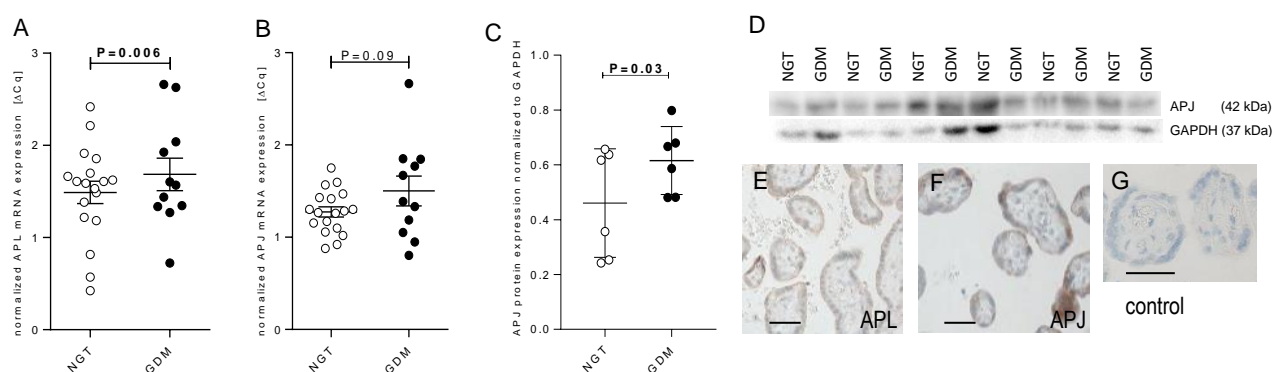 A
normalized APL mRNA expression [ΔCq]
3
2
1
0
P=0.006
NGT
GDM
B
normalized APJ mRNA expression [ΔCq]
3
2
1
0
P=0.09
NGT
GDM
C
APJ protein expression normalized to GAPDH
1.0
0.8
0.6
0.4
0.2
0.0
P=0.03
NGT
GDM
D
NGT GDM NGT GDM NGT GDM NGT GDM NGT GDM NGT GDM
APJ (42 kDa)
GAPDH (37 kDa)
E
APL
F
APJ
G
control